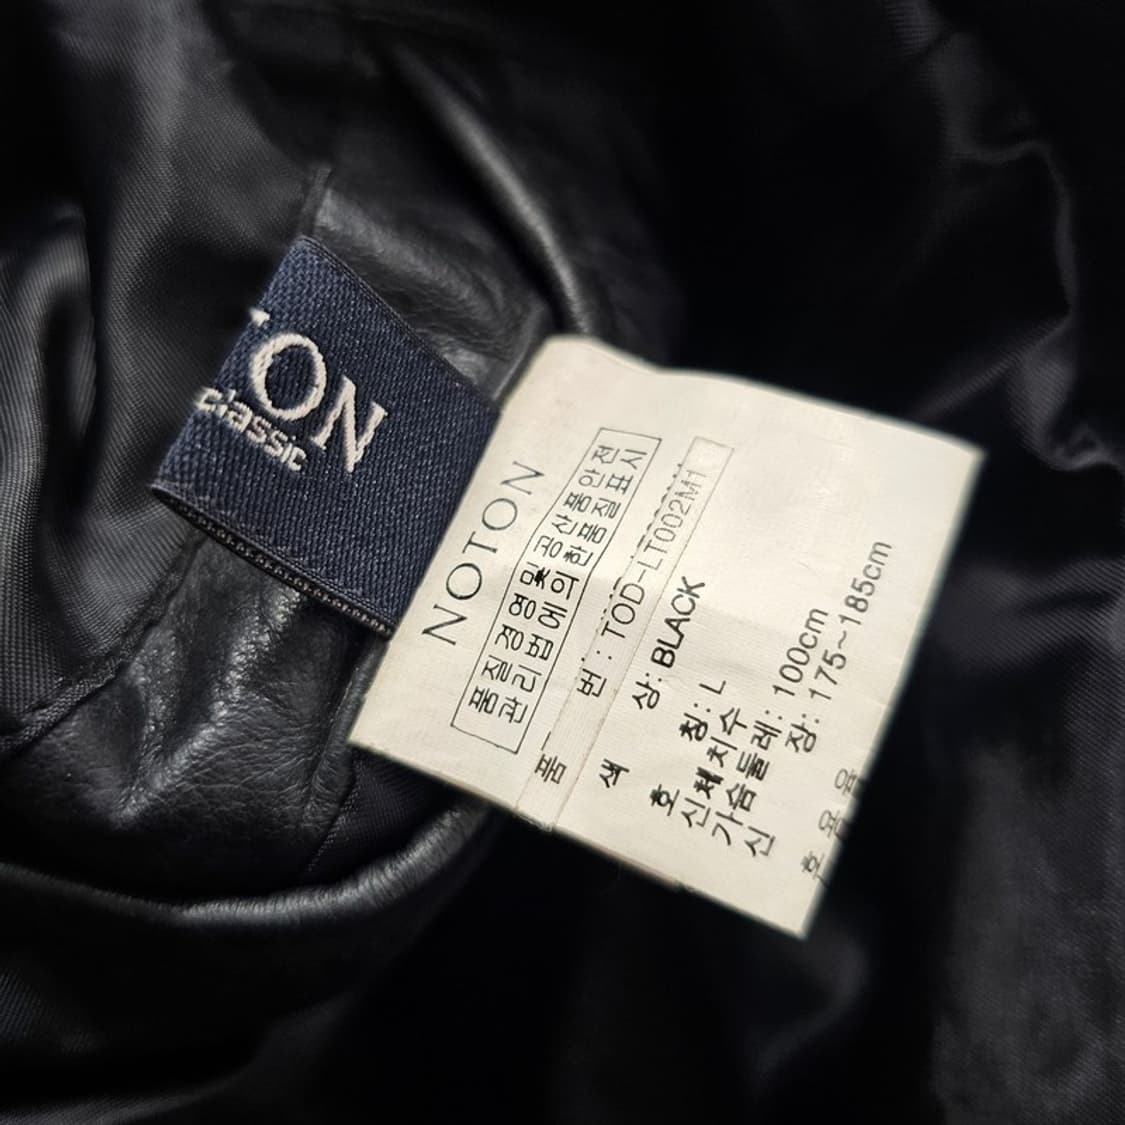 TON
classic
NOTON
품질경영 및 공산품안전
관리법에의한품질표시
품 번 : TOD-LT002M1
색 상: BLACK
호 칭: L
신체치수
가슴둘레: 100cm
신 장: 175~185cm